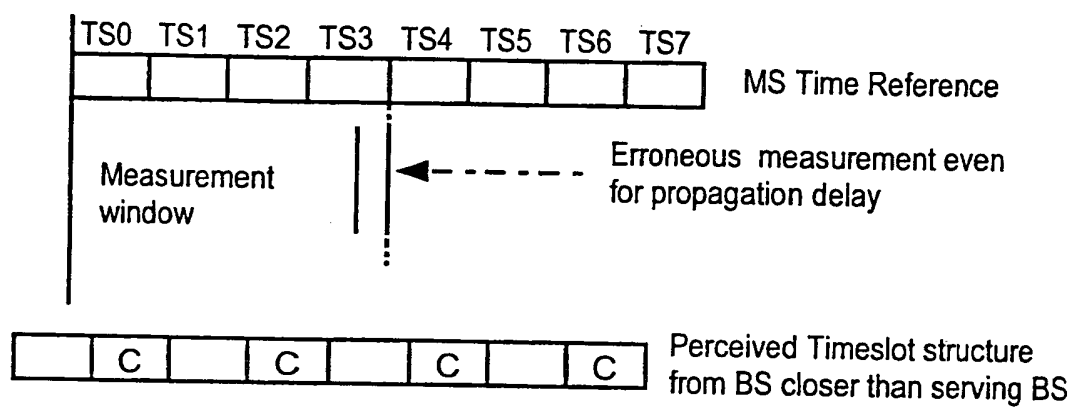 TS0 TS1 TS2 TS3 TS4 TS5 TS6 TS7
MS Time Reference
Measurement
window
Erroneous measurement even
for propagation delay
C C C C
Perceived Timeslot structure
from BS closer than serving BS